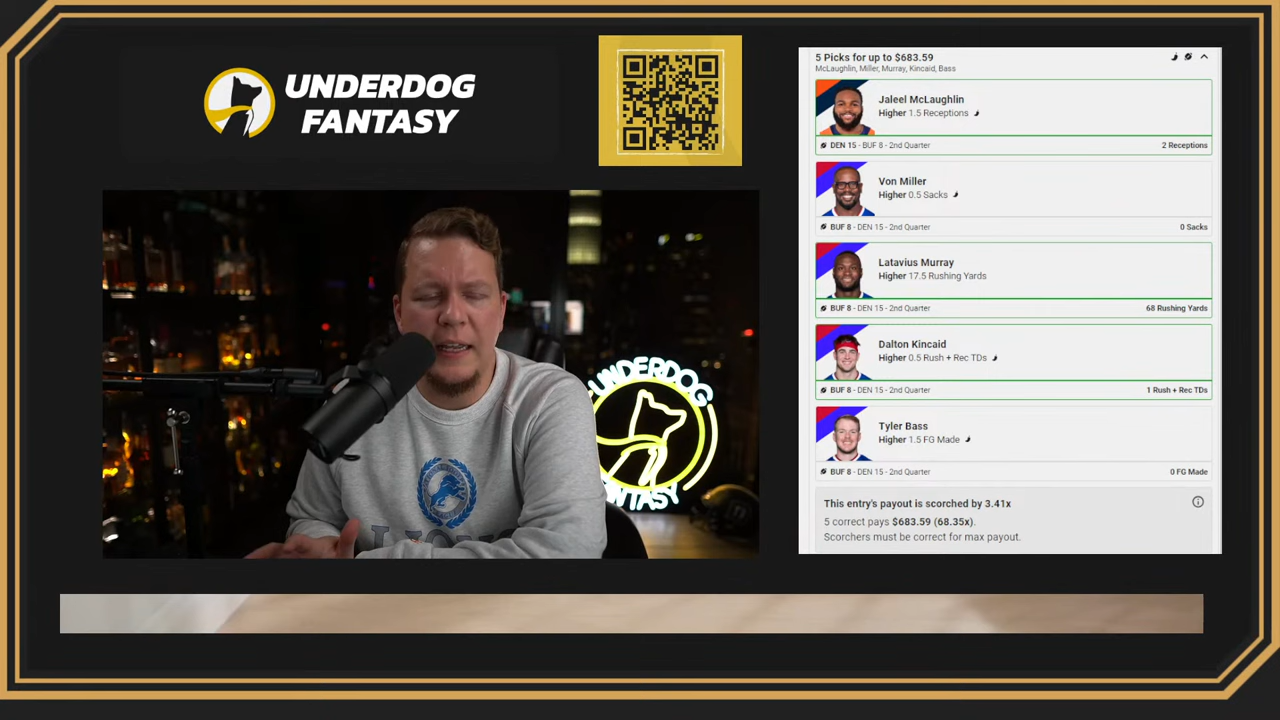 UNDERDOG
FANTASY
5 Picks for up to $683.59
McLaughlin, Miller, Murray, Kincaid, Bass
Jaleel McLaughlin
Higher 1.5 Receptions
DEN 15 - BUF 8 - 2nd Quarter
2 Receptions
Von Miller
Higher 0.5 Sacks
BUF 8 - DEN 15 - 2nd Quarter
0 Sacks
Latavius Murray
Higher 17.5 Rushing Yards
BUF 8 - DEN 15 - 2nd Quarter
68 Rushing Yards
Dalton Kincaid
Higher 0.5 Rush + Rec TDs
BUF 8 - DEN 15 - 2nd Quarter
1 Rush + Rec TDs
Tyler Bass
Higher 1.5 FG Made
BUF 8 - DEN 15 - 2nd Quarter
0 FG Made
This entry's payout is scorched by 3.41x
5 correct pays $683.59 (68.35x).
Scorchers must be correct for max payout.
UNDERDOG
FANTASY
LIONS